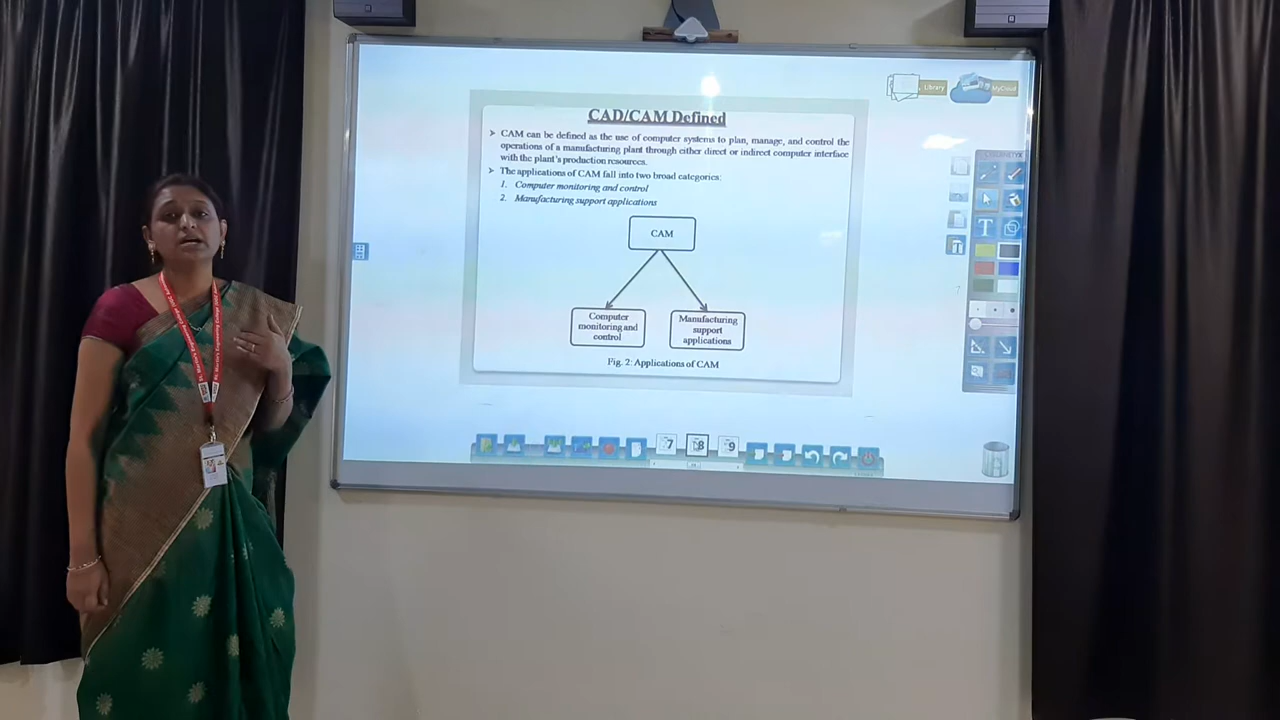 Library
MyCloud
CAD/CAM Defined
➤ CAM can be defined as the use of computer systems to plan, manage, and control the
operations of a manufacturing plant through either direct or indirect computer interface
with the plant's production resources.
➤ The applications of CAM fall into two broad categories:
1. Computer monitoring and control
2. Manufacturing support applications
CAM
Computer
monitoring and
control
Manufacturing
support
applications
Fig. 2: Applications of CAM
T
7
8
9